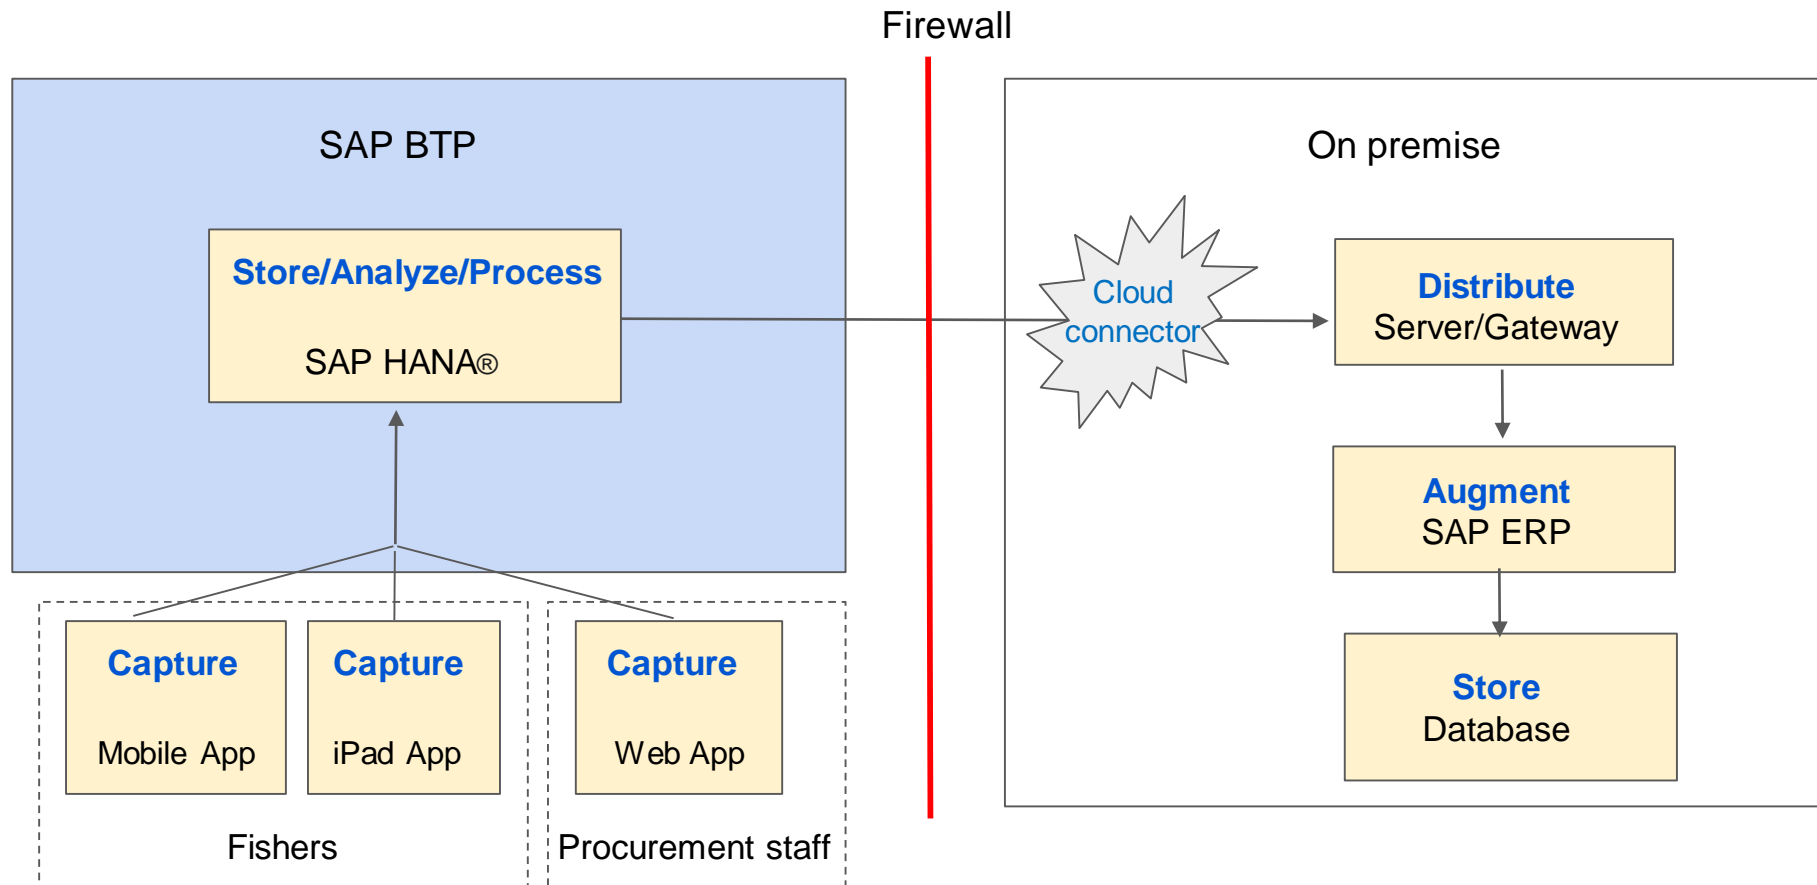 Firewall
SAP BTP
Store/Analyze/Process
SAP HANA®
Capture
Mobile App
Capture
iPad App
Fishers
Capture
Web App
Procurement staff
On premise
Cloud
connector
Distribute
Server/Gateway
Augment
SAP ERP
Store
Database